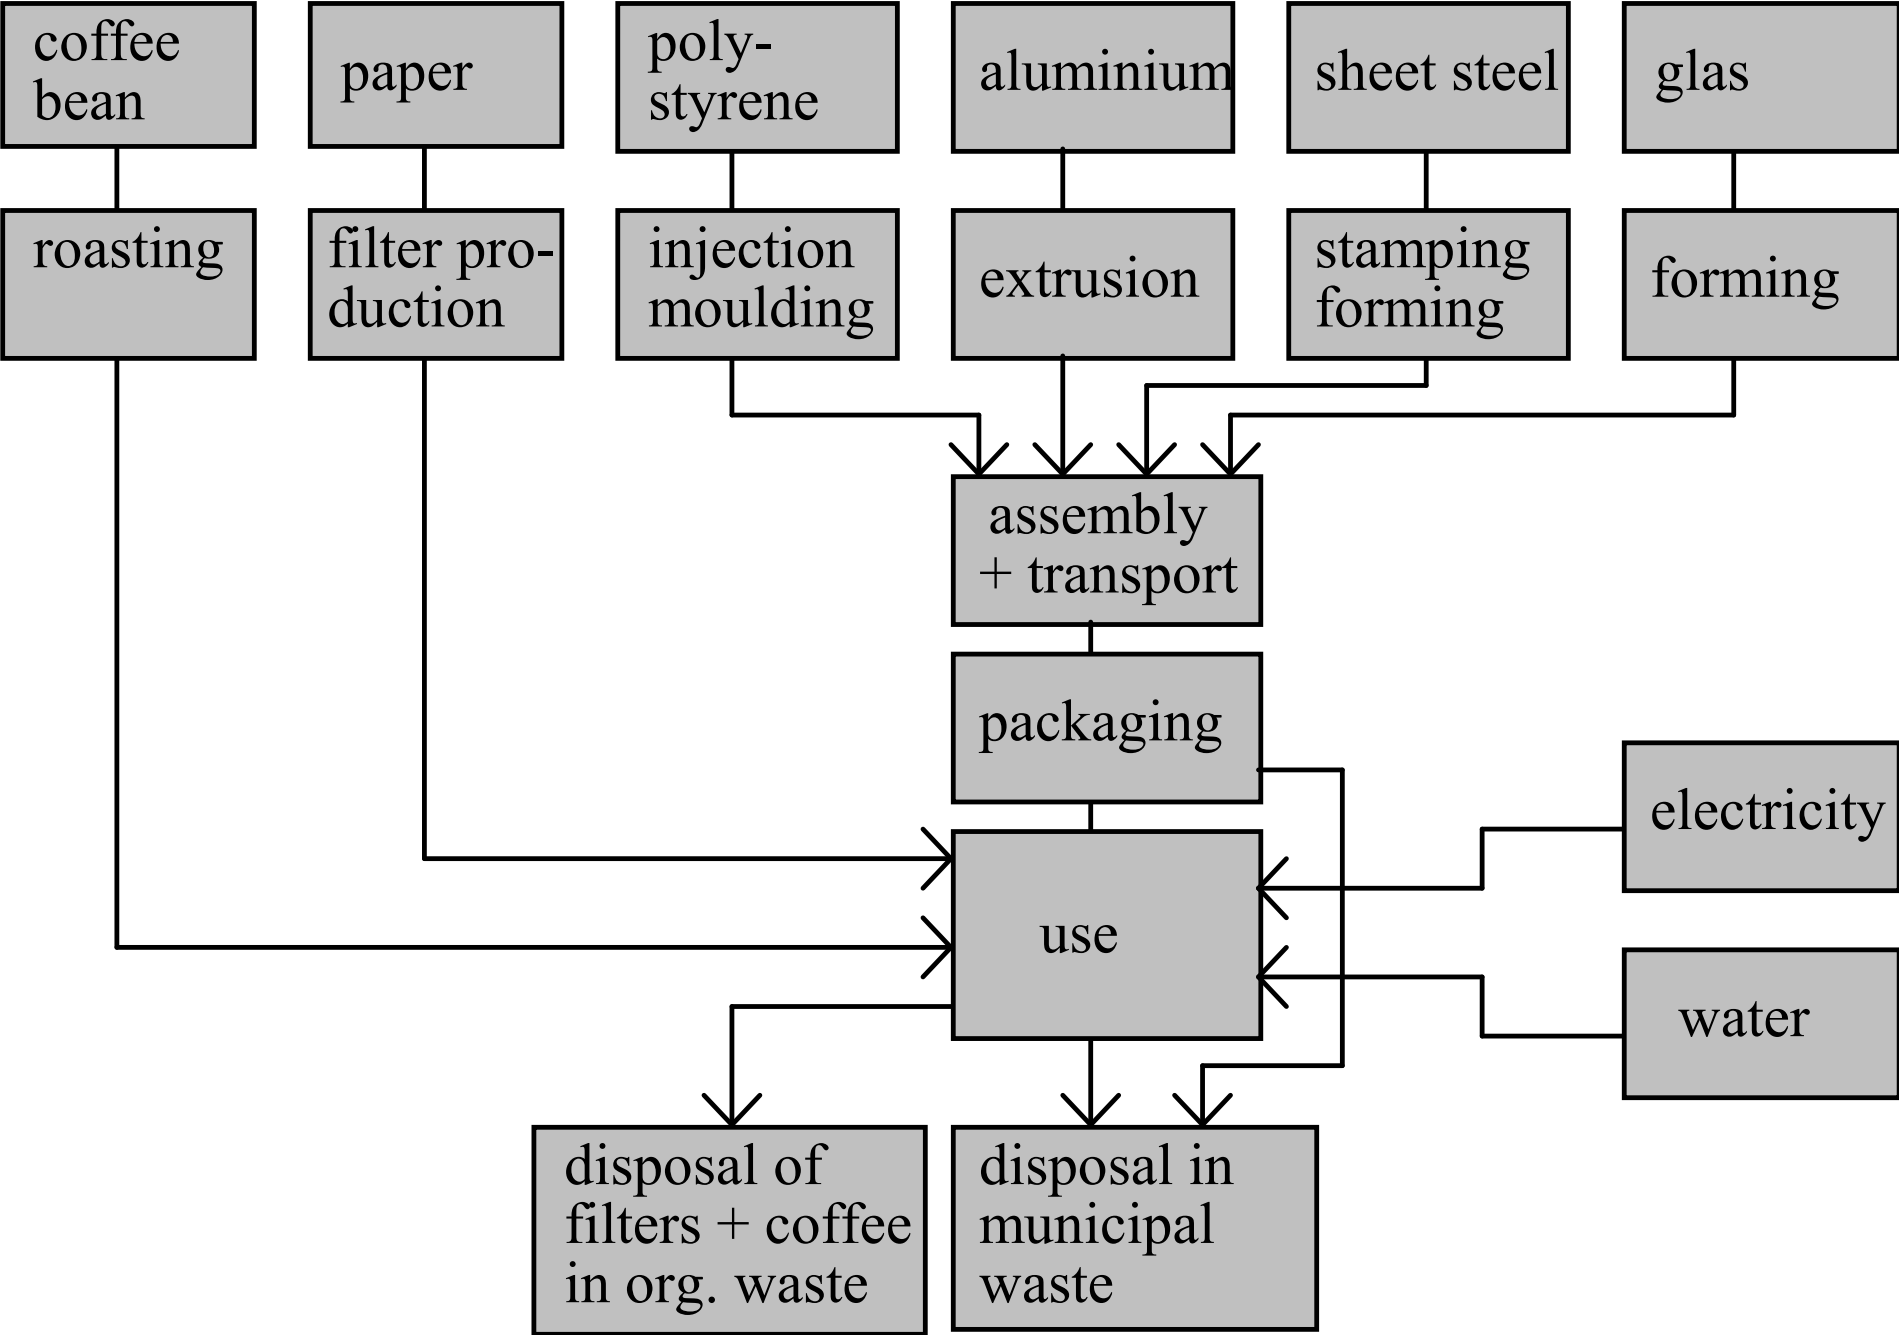 coffee
bean
paper
poly-
styrene
aluminium
sheet steel
glas
roasting
filter pro-
duction
injection
moulding
extrusion
stamping
forming
forming
assembly
+ transport
packaging
electricity
use
water
disposal of
filters + coffee
in org. waste
disposal in
municipal
waste